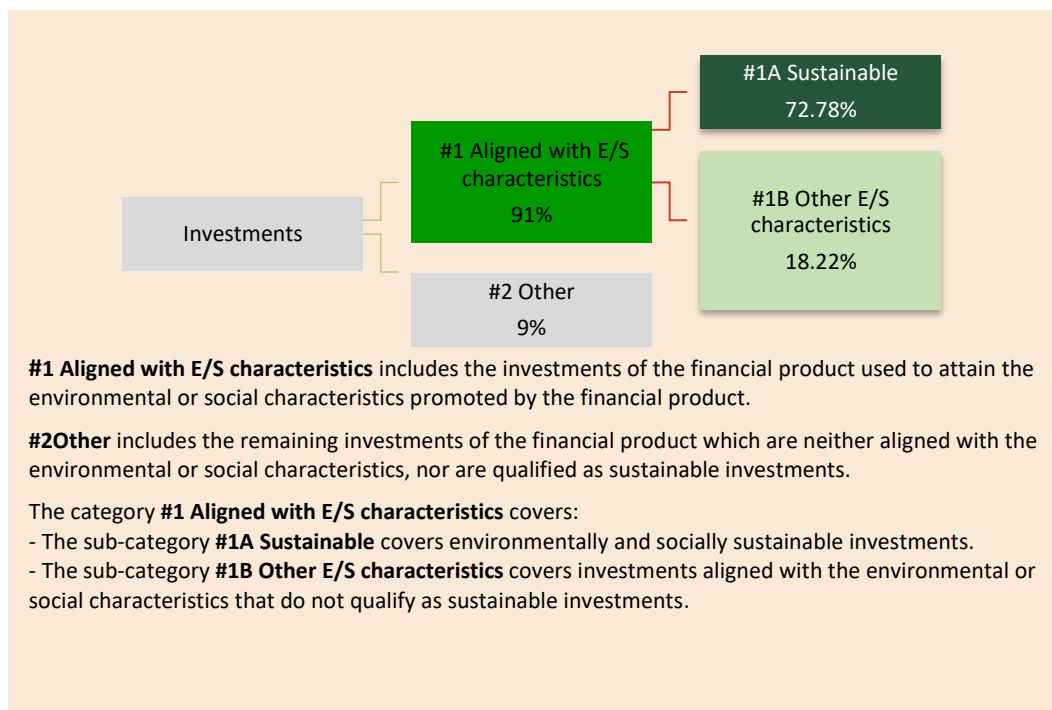 #1A Sustainable
72.78%
#1 Aligned with E/S
characteristics
91%
#1B Other E/S
characteristics
18.22%
Investments
#2 Other
9%
#1 Aligned with E/S characteristics includes the investments of the financial product used to attain the
environmental or social characteristics promoted by the financial product.
#2Other includes the remaining investments of the financial product which are neither aligned with the
environmental or social characteristics, nor are qualified as sustainable investments.
The category #1 Aligned with E/S characteristics covers:
- The sub-category #1A Sustainable covers environmentally and socially sustainable investments.
- The sub-category #1B Other E/S characteristics covers investments aligned with the environmental or
social characteristics that do not qualify as sustainable investments.